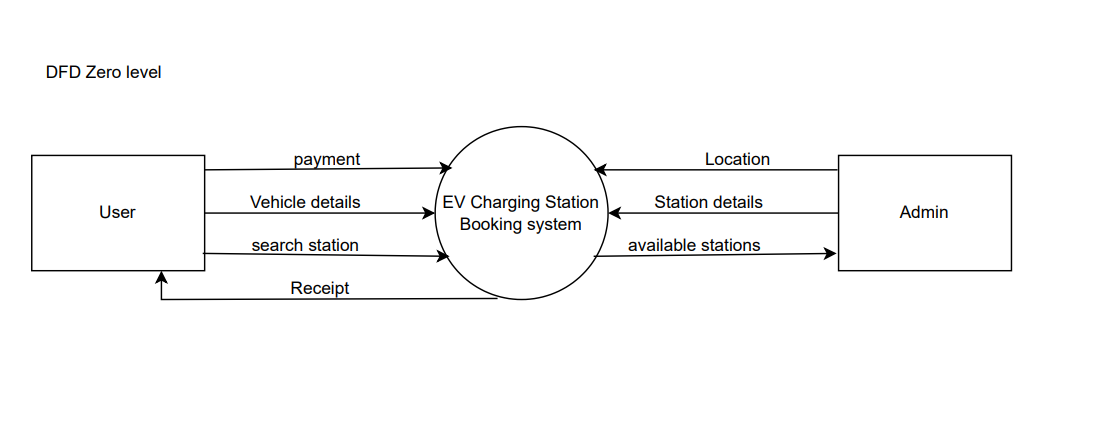 DFD Zero level
payment
Location
User
Vehicle details
EV Charging Station
Booking system
Station details
Admin
search station
available stations
Receipt